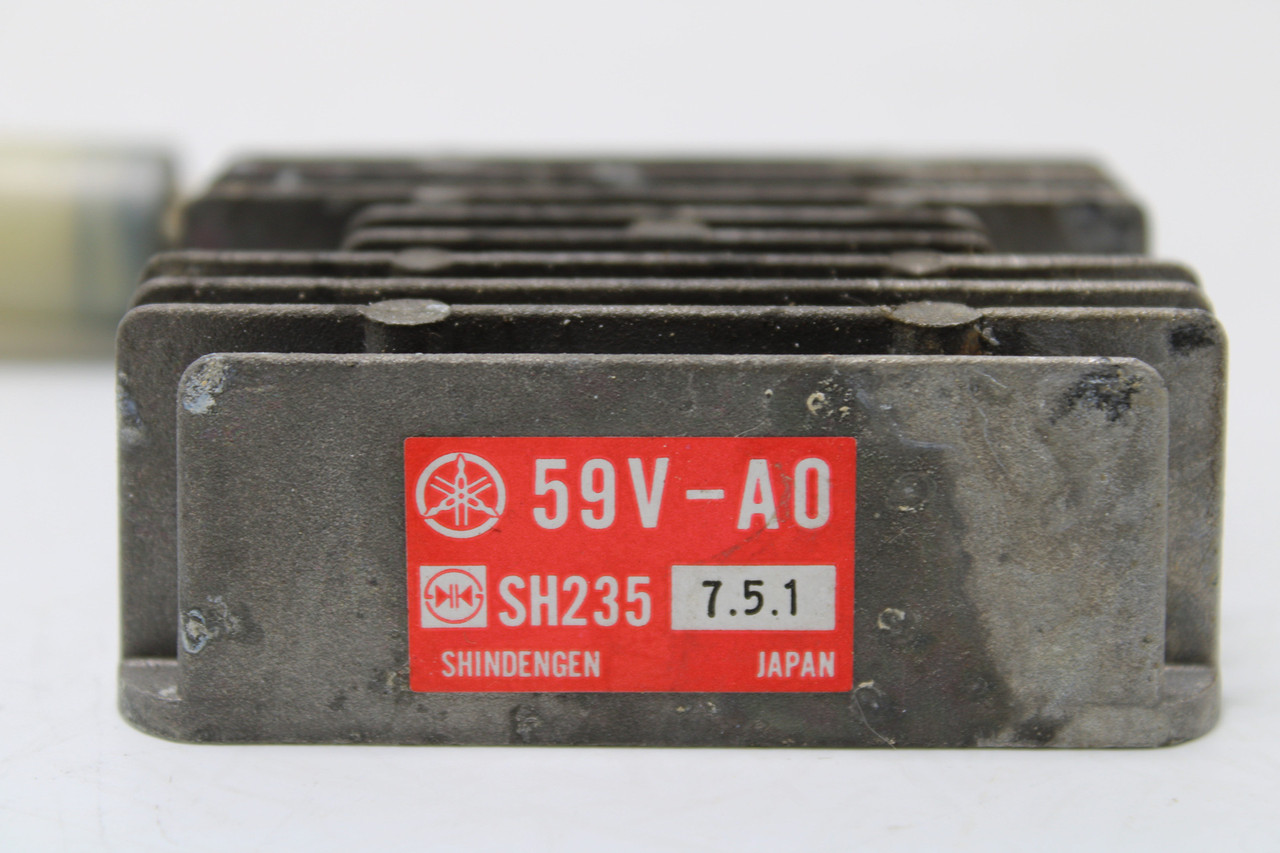 59V-A0
SH235 7.5.1
SHINDENGEN JAPAN